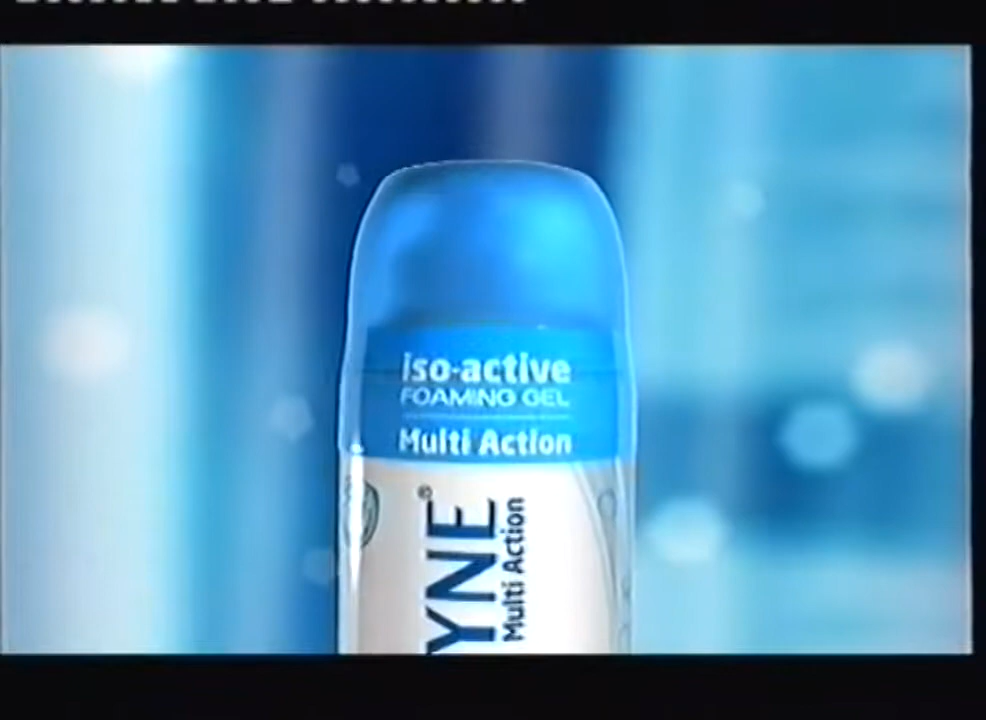 iso-active
FOAMING GEL
Multi Action
YNE®
Multi Action